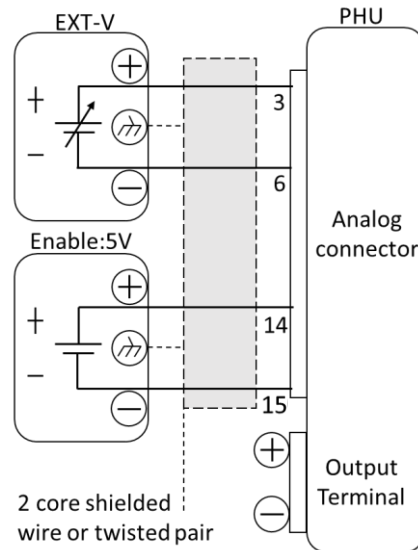 EXT-V
PHU
+
3
−
6
Analog
connector
Enable:5V
+
14
−
15
Output
Terminal
2 core shielded
wire or twisted pair